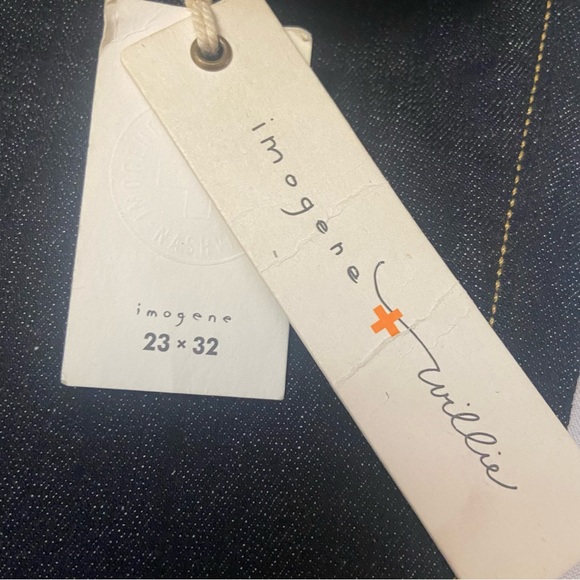 imogene + willie
imogene
23 × 32